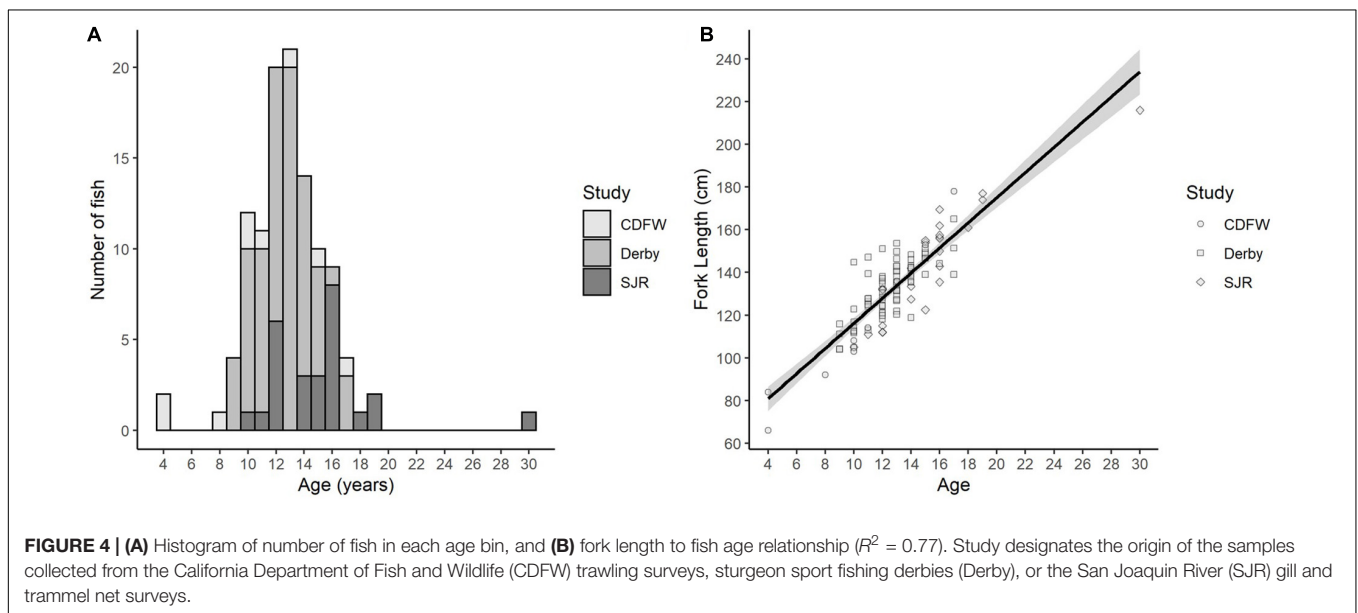 A
Number of fish
20
15
10
5
0
4 6 8 10 12 14 16 18 20 22 24 26 28 30
Age (years)
Study
CDFW
Derby
SJR
B
Fork Length (cm)
240
220
200
180
160
140
120
100
80
60
4 6 8 10 12 14 16 18 20 22 24 26 28 30
Age
Study
CDFW
Derby
SJR
FIGURE 4 | (A) Histogram of number of fish in each age bin, and (B) fork length to fish age relationship (R² = 0.77). Study designates the origin of the samples
collected from the California Department of Fish and Wildlife (CDFW) trawling surveys, sturgeon sport fishing derbies (Derby), or the San Joaquin River (SJR) gill and
trammel net surveys.